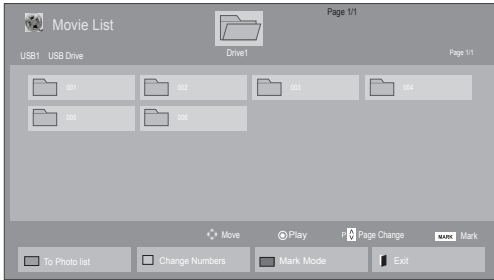 Page 1/1
Movie List
Drive1
USB1 USB Drive
Page 1/1
001 002 003 004
005 006
Move Play P Page Change MARK Mark
To Photo list Change Numbers Mark Mode Exit